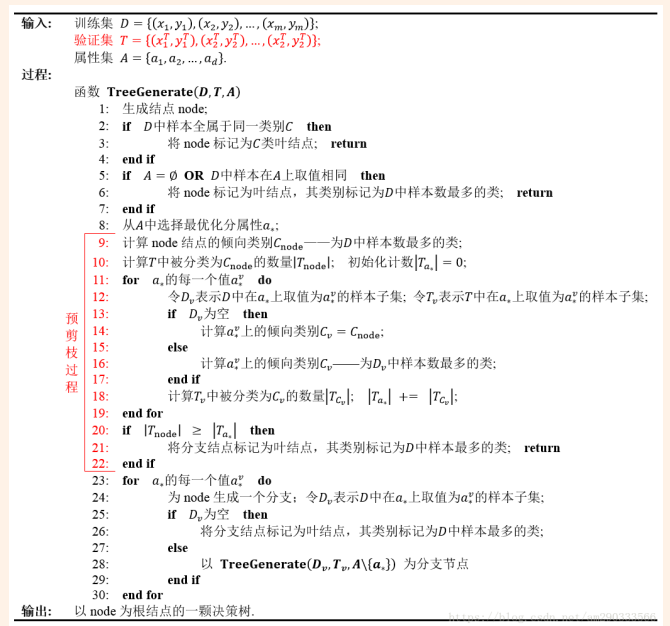 输入： 训练集 D = {(x₁, y₁), (x₂, y₂), …, (xₘ, yₘ)};
验证集 T = {(x₁ᵀ, y₁ᵀ), (x₂ᵀ, y₂ᵀ), …, (x₂ᵀ, y₂ᵀ)};
属性集 A = {a₁, a₂, …, a_d}.
过程：
函数 TreeGenerate(D, T, A)
1: 生成结点 node;
2: if D中样本全属于同一类别C then
3: 将 node 标记为C类叶结点; return
4: end if
5: if A = ∅ OR D中样本在A上取值相同 then
6: 将 node 标记为叶结点，其类别标记为D中样本数最多的类; return
7: end if
8: 从A中选择最优化分属性a∗;
9: 计算 node 结点的倾向类别C_node——为D中样本数最多的类;
10: 计算T中被分类为C_node的数量|T_node|; 初始化计数|T_a∗| = 0;
11: for a∗的每一个值a∗ᵛ do
12: 令Dᵥ表示D中在a∗上取值为a∗ᵛ的样本子集; 令Tᵥ表示T中在a∗上取值为a∗ᵛ的样本子集;
13: if Dᵥ为空 then
14: 计算a∗ᵛ上的倾向类别Cᵥ = C_node;
15: else
16: 计算a∗ᵛ上的倾向类别Cᵥ——为Dᵥ中样本数最多的类;
17: end if
18: 计算Tᵥ中被分类为Cᵥ的数量|T_Cᵥ|; |T_a∗| += |T_Cᵥ|;
19: end for
20: if |T_node| ≥ |T_a∗| then
21: 将分支结点标记为叶结点，其类别标记为D中样本最多的类; return
22: end if
预剪枝过程
23: for a∗的每一个值a∗ᵛ do
24: 为 node 生成一个分支；令Dᵥ表示D中在a∗上取值为a∗ᵛ的样本子集;
25: if Dᵥ为空 then
26: 将分支结点标记为叶结点，其类别标记为D中样本最多的类;
27: else
28: 以 TreeGenerate(Dᵥ, Tᵥ, A\{a∗}) 为分支节点
29: end if
30: end for
输出： 以 node 为根结点的一颗决策树.